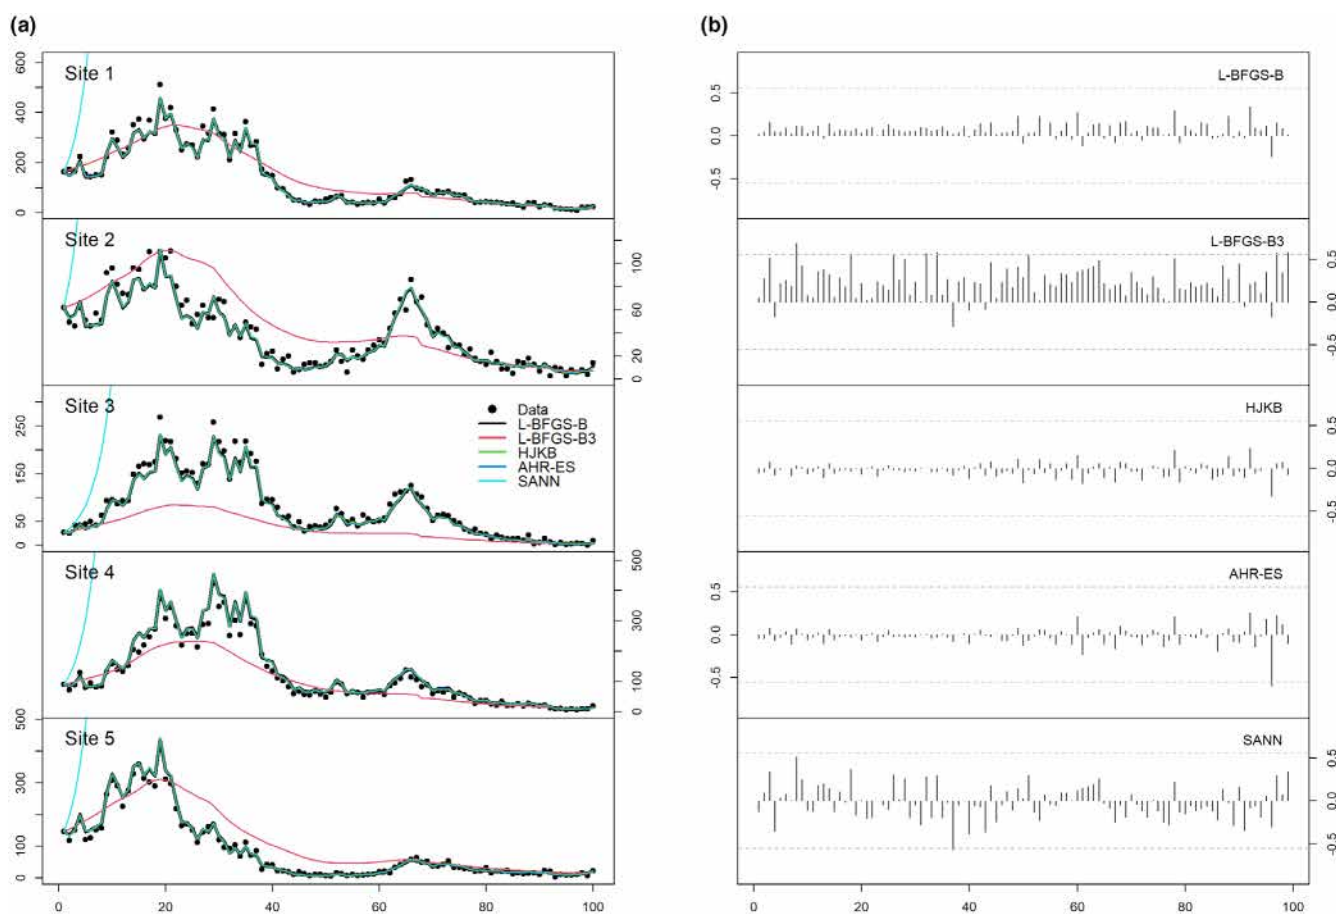 (a)
(b)
Site 1
600
400
200
0
Site 2
100
60
20
0
Site 3
250
150
50
0
Data
L-BFGS-B
L-BFGS-B3
HJKB
AHR-ES
SANN
Site 4
500
300
100
0
Site 5
500
300
100
0
0 20 40 60 80 100
L-BFGS-B
0.5
0.0
-0.5
L-BFGS-B3
0.5
0.0
-0.5
HJKB
0.5
0.0
-0.5
AHR-ES
0.5
0.0
-0.5
SANN
0.5
0.0
-0.5
0 20 40 60 80 100